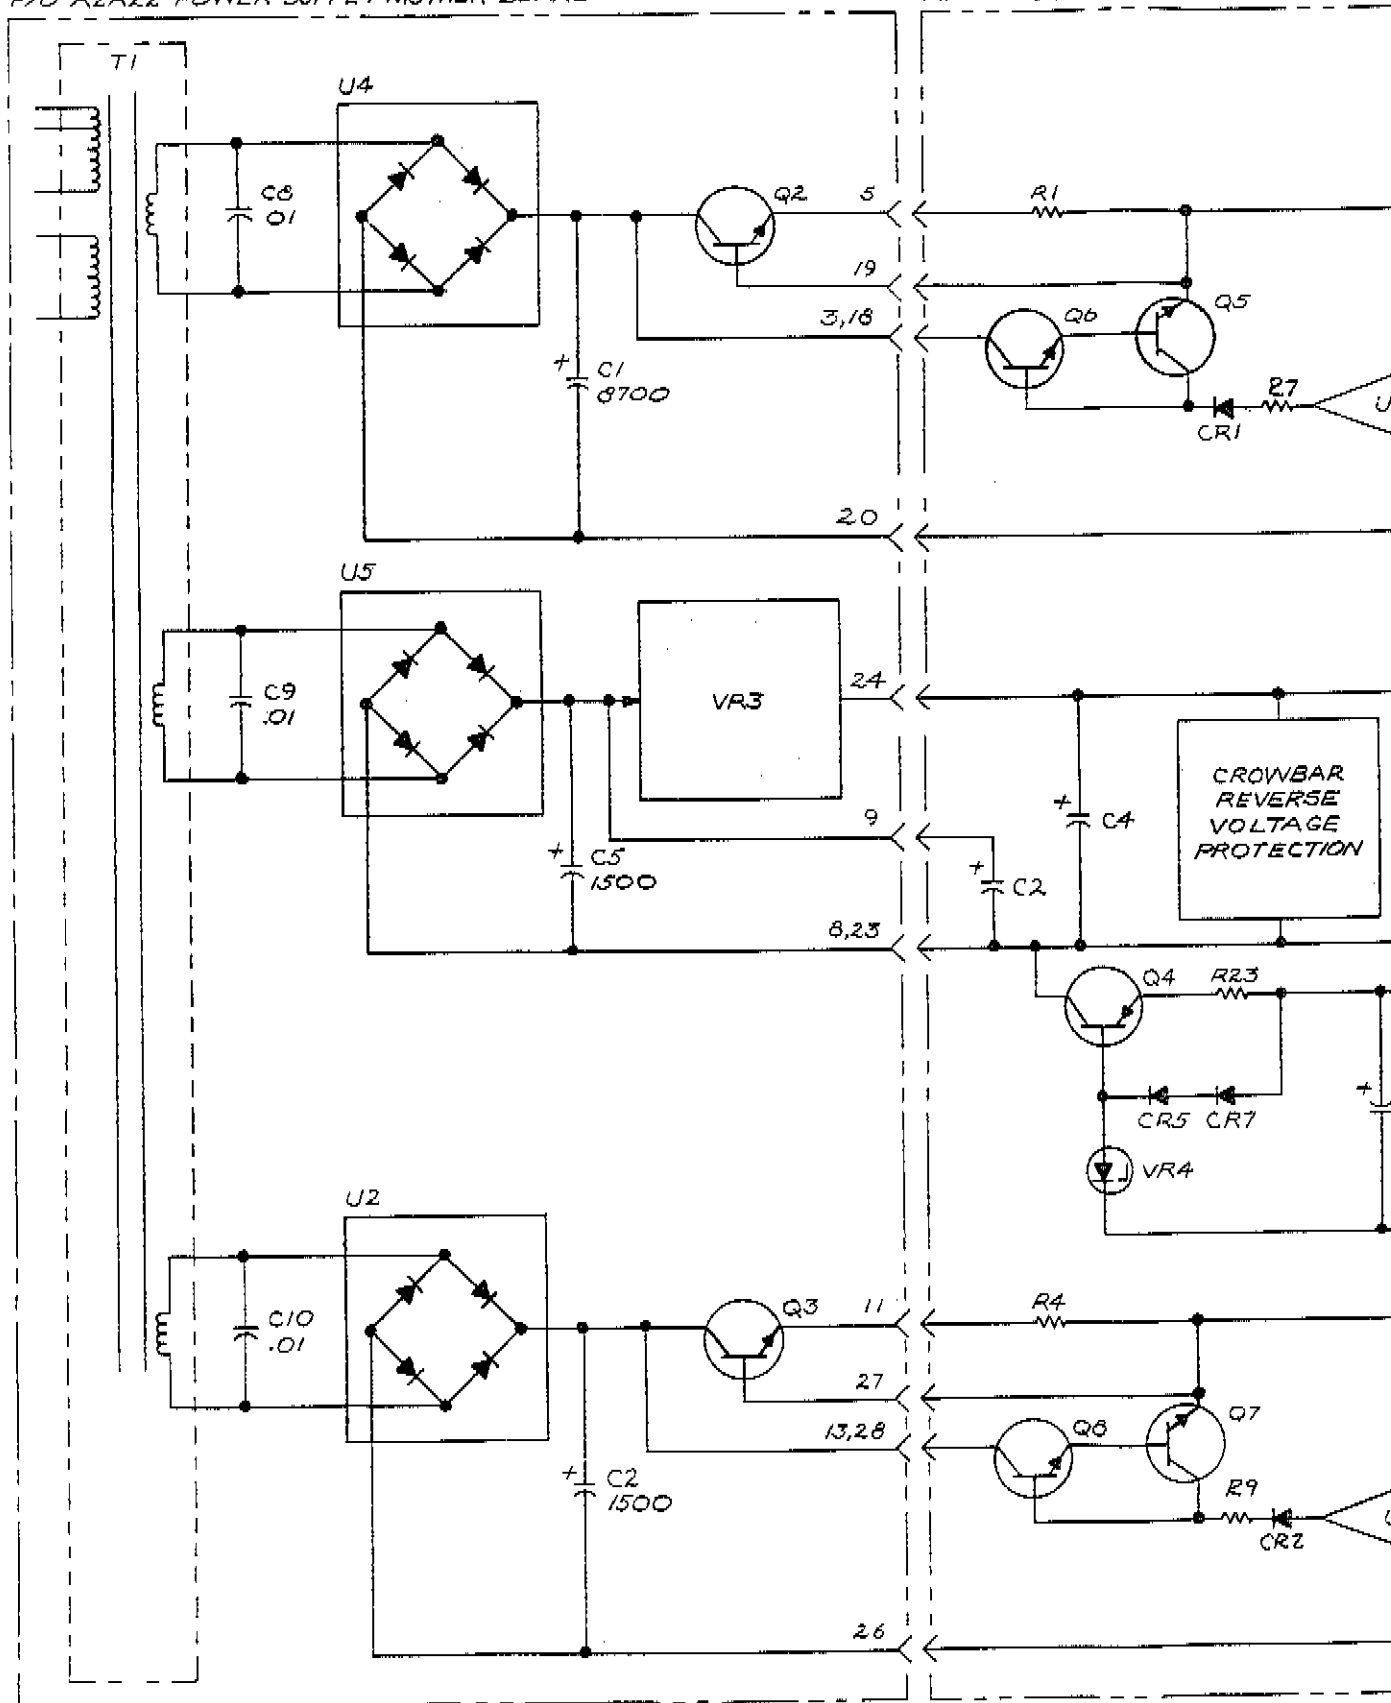 P/O A2A22 POWER SUPPLY MOTHER BOARD
T1
U4
C8
.01
Q2
5
R1
19
3,18
Q6
Q5
+
C1
8700
R7
U
CR1
20
U5
C9
.01
VR3
24
CROWBAR
REVERSE
VOLTAGE
PROTECTION
+
C4
9
+
C5
1500
+
C2
8,23
Q4
R23
+
CR5
CR7
VR4
U2
C10
.01
Q3
11
R4
27
13,28
Q8
Q7
+
C2
1500
R9
CR2
26